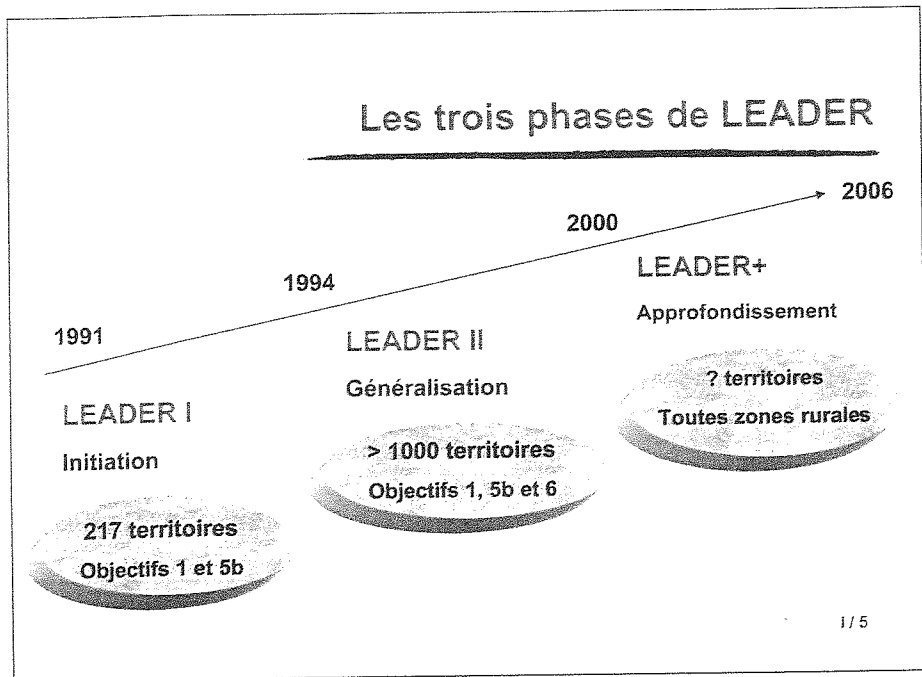 Les trois phases de LEADER
2006
2000
1994
1991
LEADER+
Approfondissement
? territoires
Toutes zones rurales
LEADER II
Généralisation
> 1000 territoires
Objectifs 1, 5b et 6
LEADER I
Initiation
217 territoires
Objectifs 1 et 5b
I / 5